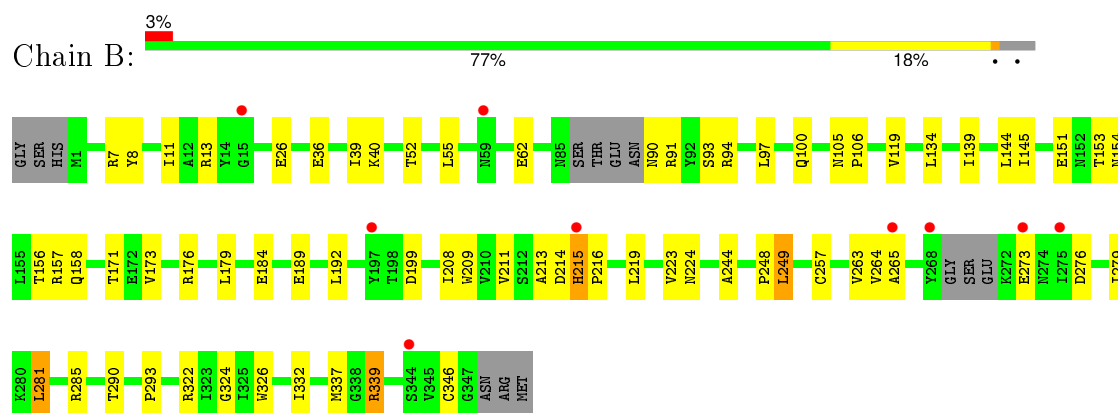 3%
Chain B:
77% 18% • •
GLY SER HIS M1 R7 Y8 I11 A12 R13 Y14 G15 E26 E36 I39 K40 T52 L55 N59 E62 N85 SER THR GLU ASN N90 R91 Y92 S93 R94 L97 Q100 N105 P106 V119 L134 I139 L144 I145 E151 N152 T153 N154
L155 T156 R157 Q158 T171 E172 V173 R176 L179 E184 E189 L192 Y197 T198 D199 I208 W209 V210 V211 S212 A213 D214 H215 P216 L219 V223 N224 A244 P248 L249 C257 V263 V264 A265 Y268 GLY SER GLU K272 E273 N274 I275 D276
K280 L281 R285 T290 P293 R322 I323 G324 I325 W326 I332 M337 G338 R339 S344 V345 C346 G347 ASN ARG MET